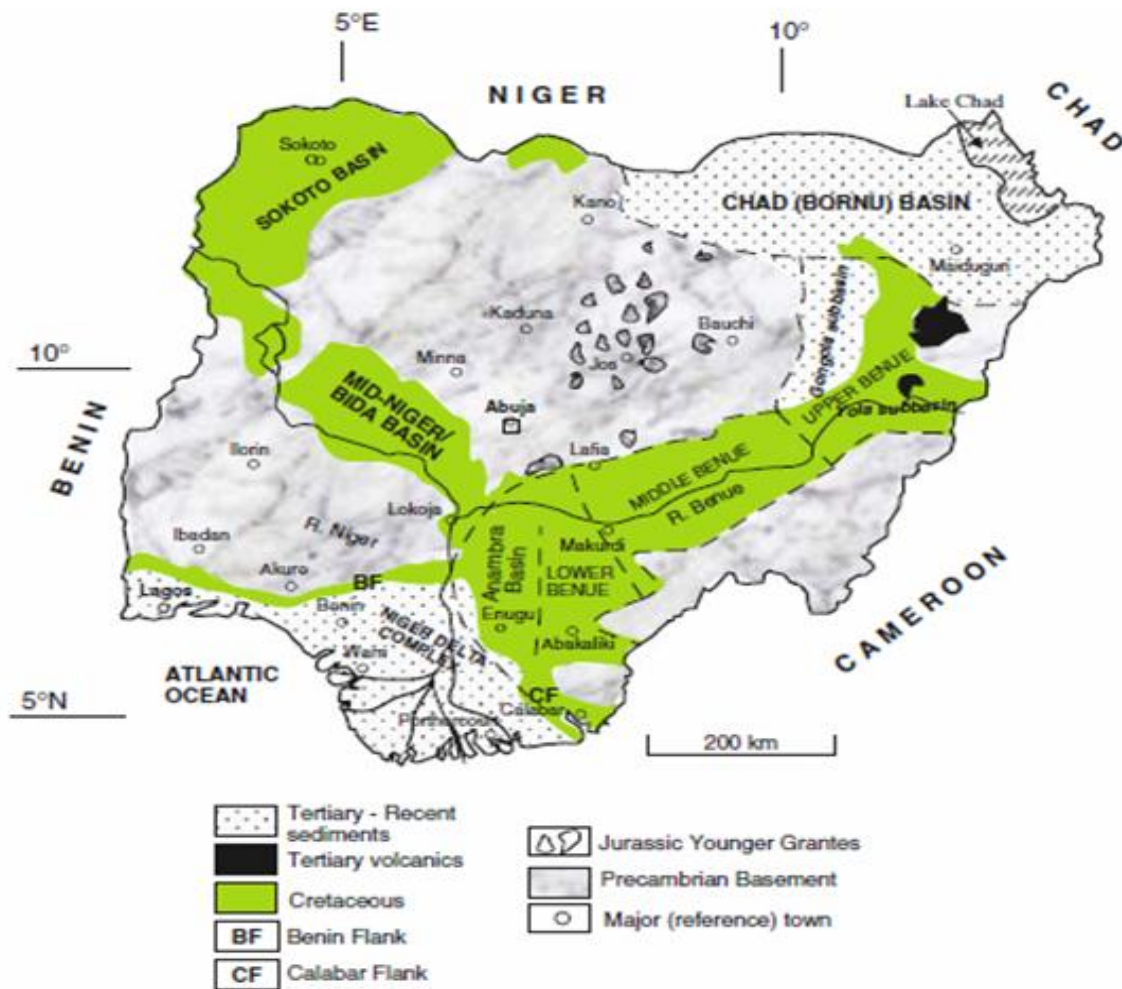 5°E
10°
NIGER
CHAD
Lake Chad
Sokoto
SOKOTO BASIN
Kano
CHAD (BORNU) BASIN
Maiduguri
Gongola subbasin
Kaduna
Bauchi
Jos
Minna
10°
MID-NIGER/
BIDA BASIN
Abuja
UPPER BENUE
Yola subbasin
BENIN
Ilorin
Lafia
MIDDLE BENUE
R. Benue
Lokoja
R. Niger
Ibadan
Makurdi
Anambra
Basin
LOWER
BENUE
Akure
BF
Lagos
Benin
Enugu
Abakaliki
NIGER DELTA
COMPLEX
CAMEROON
ATLANTIC
OCEAN
5°N
CF
Calabar
200 km
Tertiary - Recent
sediments
Tertiary volcanics
Cretaceous
BF
Benin Flank
CF
Calabar Flank
Jurassic Younger Grantes
Precambrian Basement
Major (reference) town